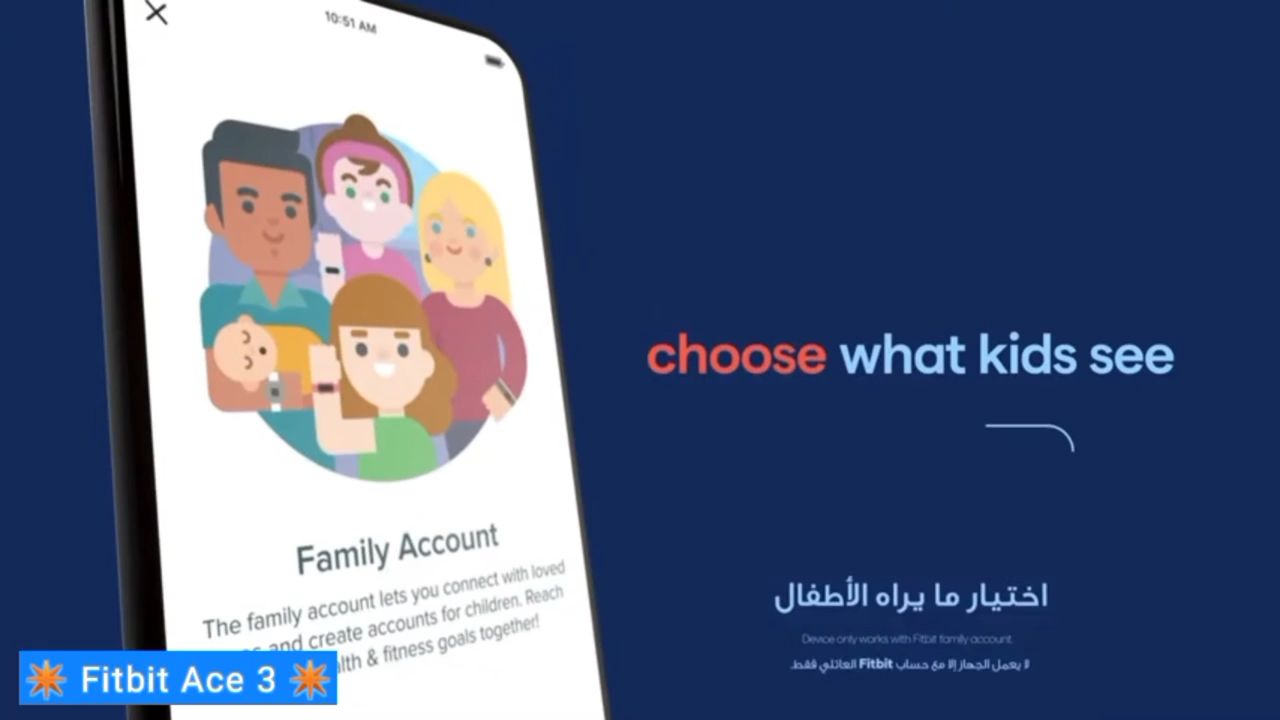 10:51 AM
Family Account
The family account lets you connect with loved
and create accounts for children. Reach
& fitness goals together!
choose what kids see
اختيار ما يراه الأطفال
Device only works with Fitbit family account.
لا يعمل الجهاز إلا مع حساب Fitbit العائلي فقط.
Fitbit Ace 3